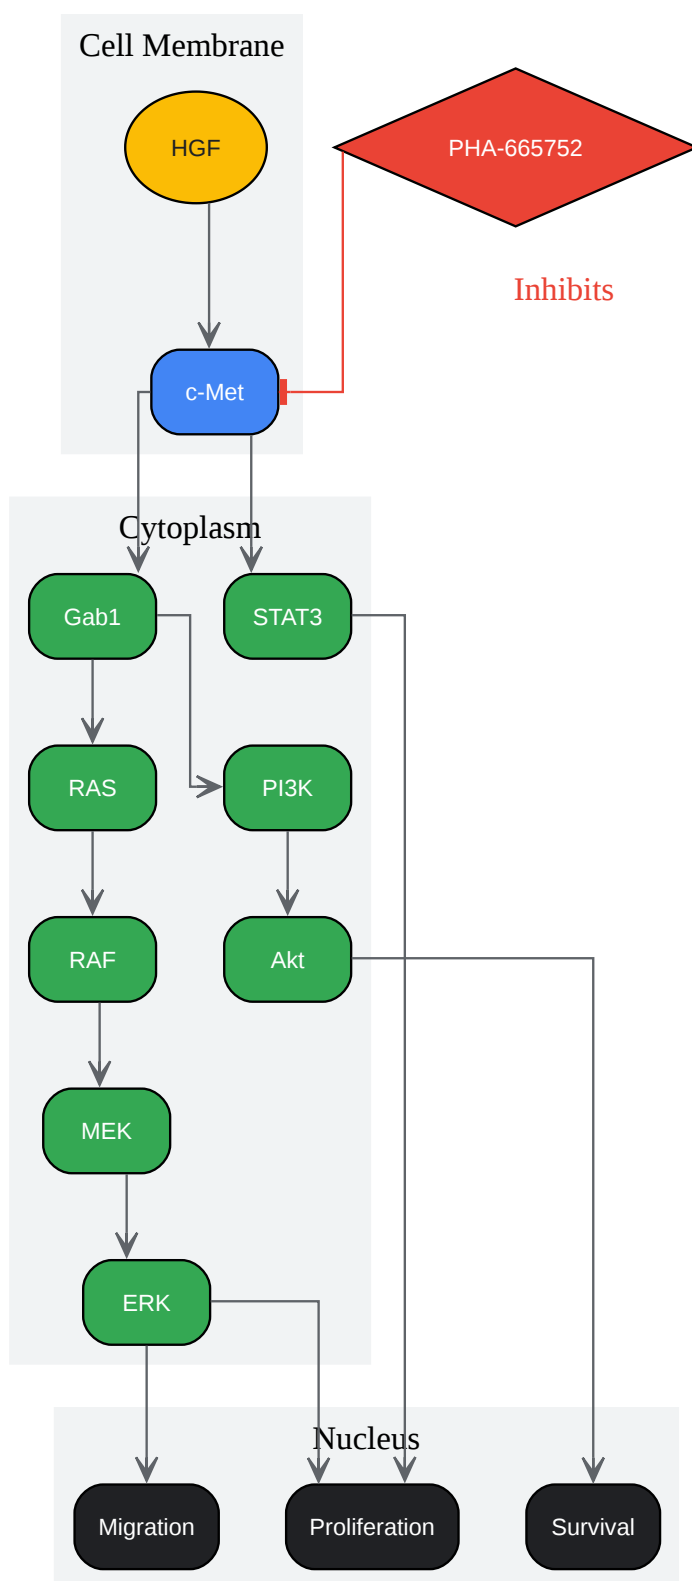 Cell Membrane
HGF
PHA-665752
Inhibits
c-Met
Cytoplasm
Gab1
STAT3
RAS
PI3K
RAF
Akt
MEK
ERK
Nucleus
Migration
Proliferation
Survival